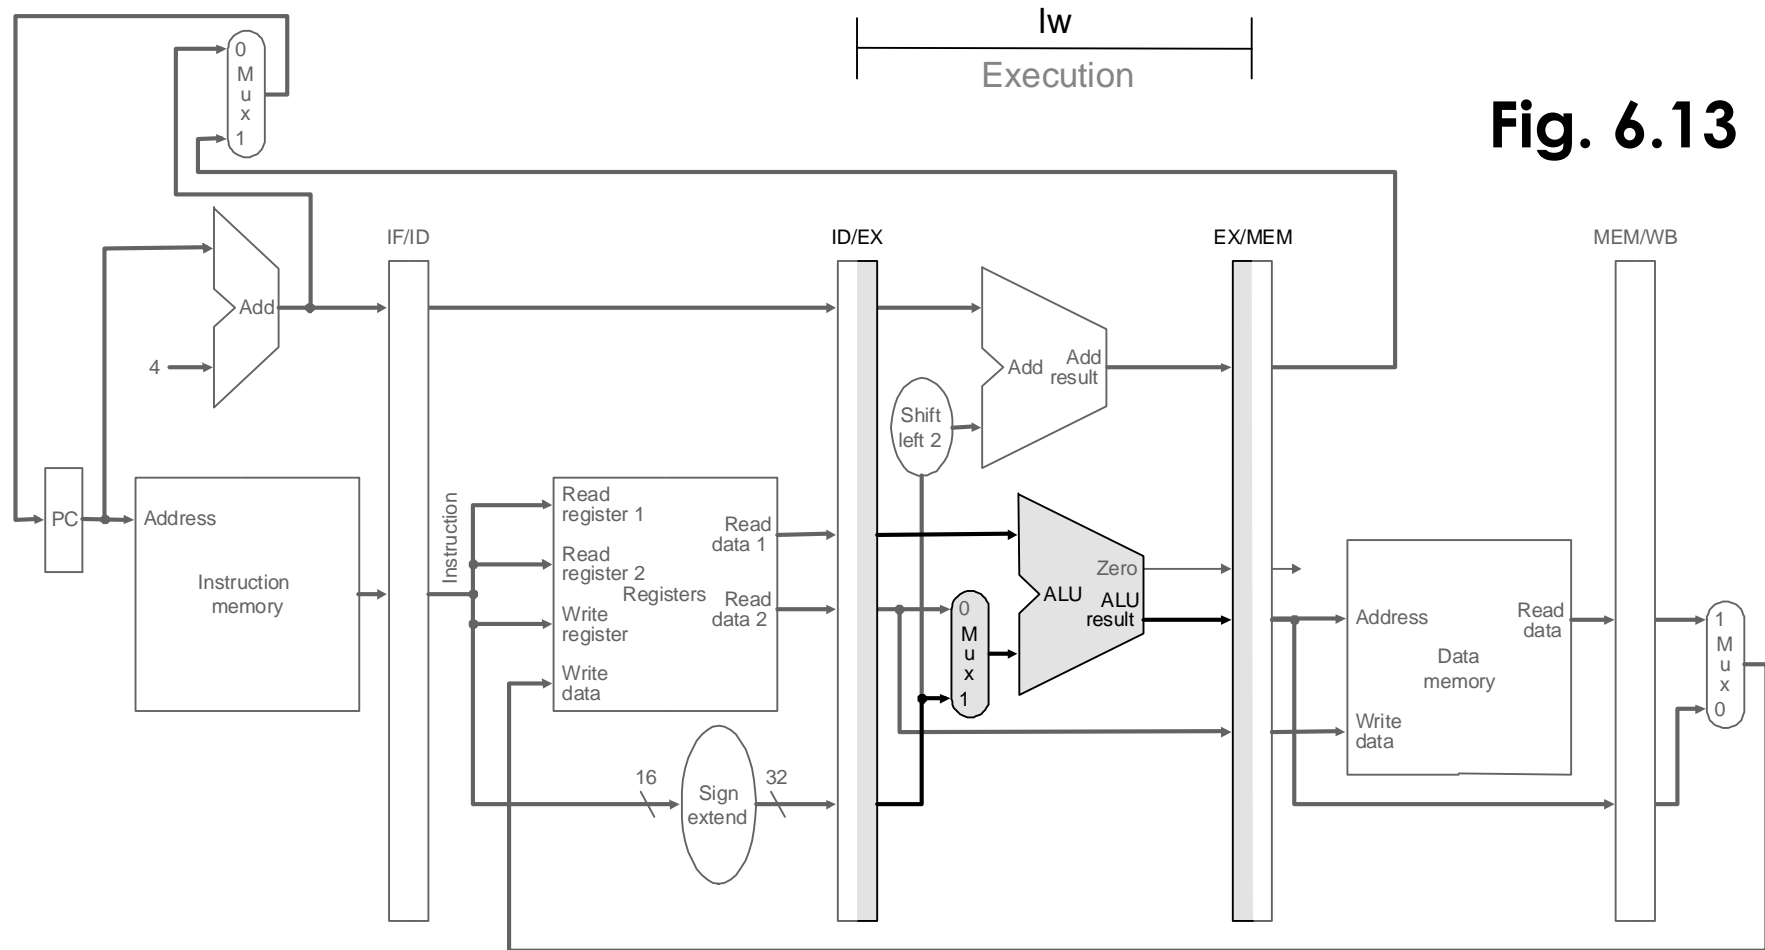 lw
Execution
Fig. 6.13
0
M
u
x
1
IF/ID
ID/EX
EX/MEM
MEM/WB
Add
4
Add
Add
result
Shift
left 2
PC
Address
Instruction
memory
Instruction
Read
register 1
Read
register 2
Write
register
Write
data
Registers
Read
data 1
Read
data 2
16
Sign
extend
32
0
M
u
x
1
Zero
ALU
ALU
result
Address
Write
data
Data
memory
Read
data
1
M
u
x
0